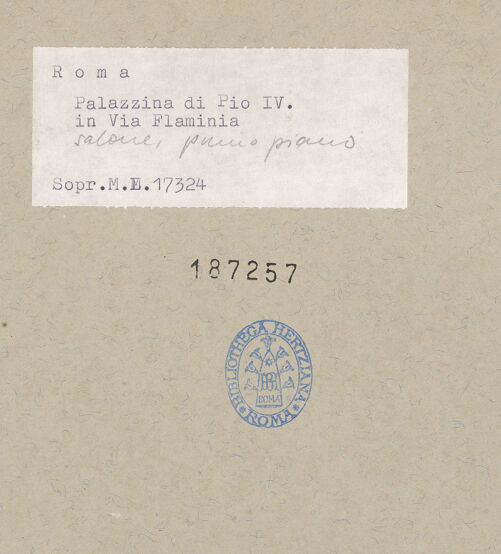 R o m a
Palazzina di Pio IV.
in Via Flaminia
salone, primo piano
Sopr.M.E.17324
187257
BIBLIOTHECA HERTZIANA
ROMA
ROMA